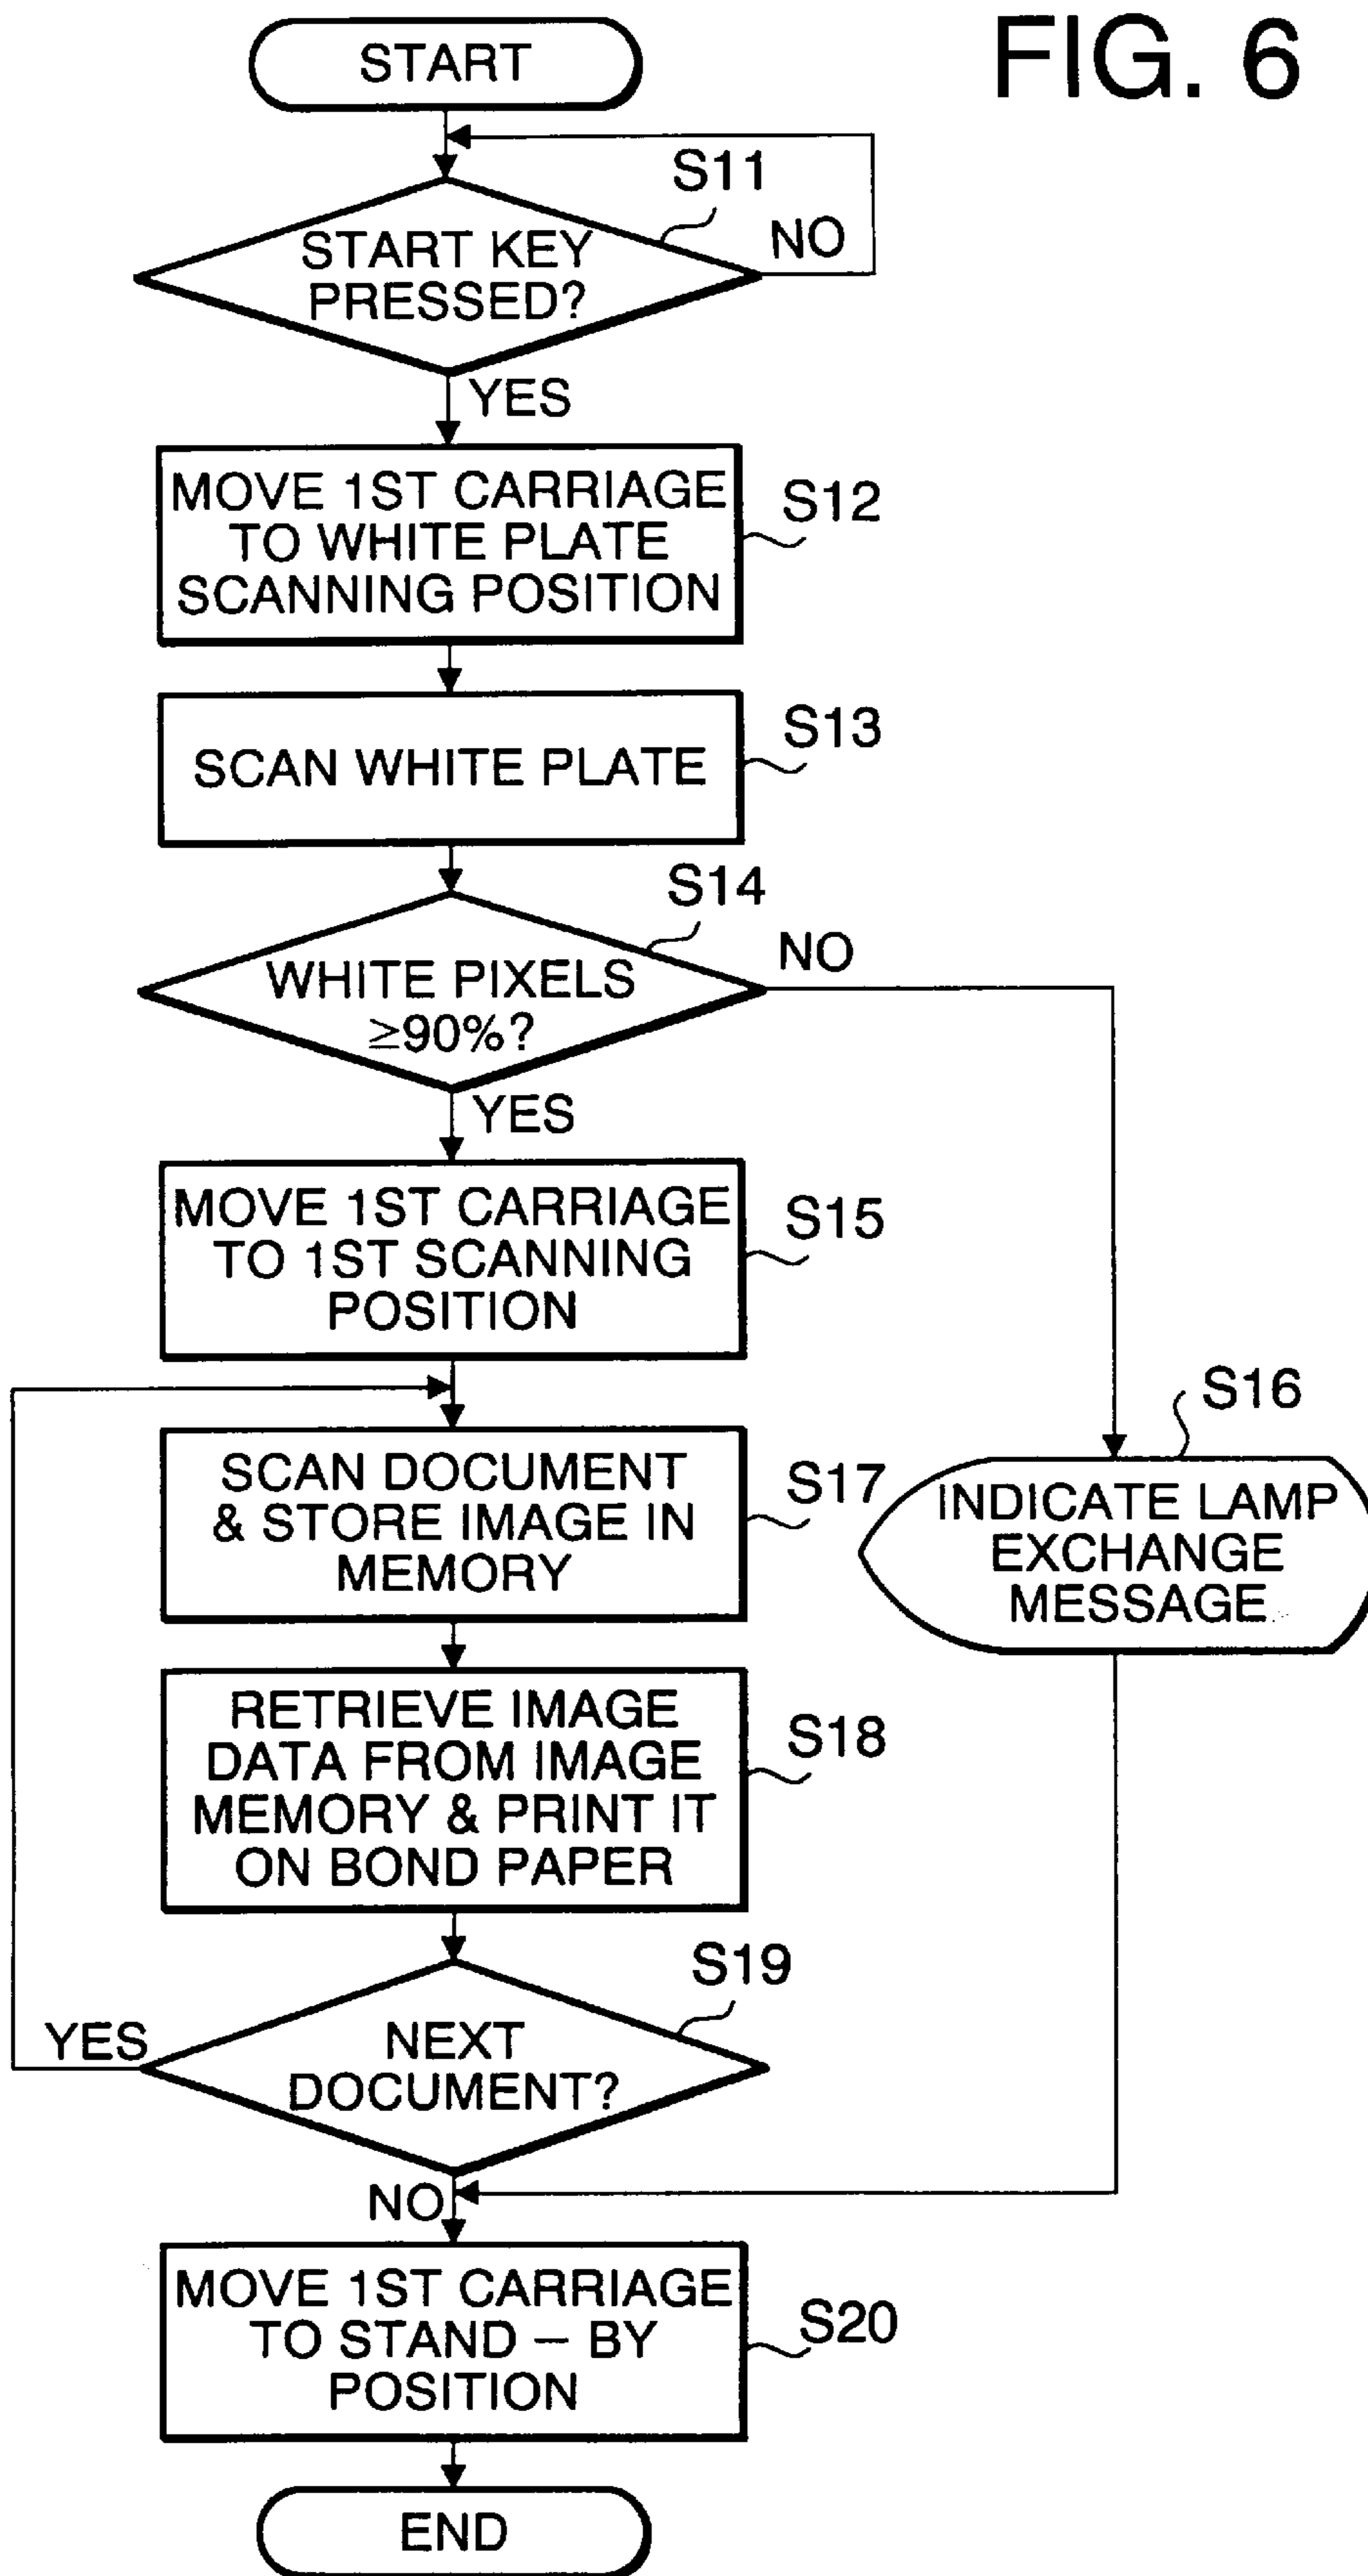 FIG. 6
START
S11
START KEY
PRESSED?
NO
YES
MOVE 1ST CARRIAGE
TO WHITE PLATE
SCANNING POSITION
S12
SCAN WHITE PLATE
S13
S14
WHITE PIXELS
≥90%?
NO
YES
MOVE 1ST CARRIAGE
TO 1ST SCANNING
POSITION
S15
S16
INDICATE LAMP
EXCHANGE
MESSAGE
SCAN DOCUMENT
& STORE IMAGE IN
MEMORY
S17
RETRIEVE IMAGE
DATA FROM IMAGE
MEMORY & PRINT IT
ON BOND PAPER
S18
S19
NEXT
DOCUMENT?
YES
NO
MOVE 1ST CARRIAGE
TO STAND – BY
POSITION
S20
END